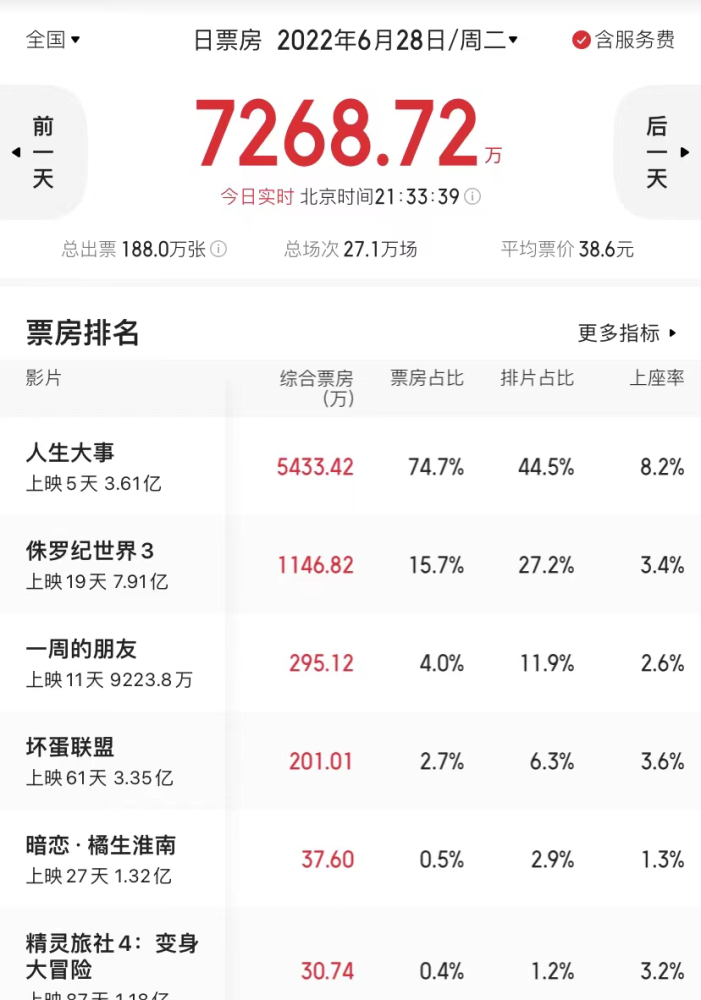 全国 日票房 2022年6月28日/周二 含服务费
前一天 7268.72万 后一天
今日实时 北京时间21:33:39
总出票 188.0万张 总场次 27.1万场 平均票价 38.6元
票房排名 更多指标
影片 综合票房(万) 票房占比 排片占比 上座率
人生大事 5433.42 74.7% 44.5% 8.2%
上映5天 3.61亿
侏罗纪世界3 1146.82 15.7% 27.2% 3.4%
上映19天 7.91亿
一周的朋友 295.12 4.0% 11.9% 2.6%
上映11天 9223.8万
坏蛋联盟 201.01 2.7% 6.3% 3.6%
上映61天 3.35亿
暗恋·橘生淮南 37.60 0.5% 2.9% 1.3%
上映27天 1.32亿
精灵旅社4：变身
大冒险 30.74 0.4% 1.2% 3.2%